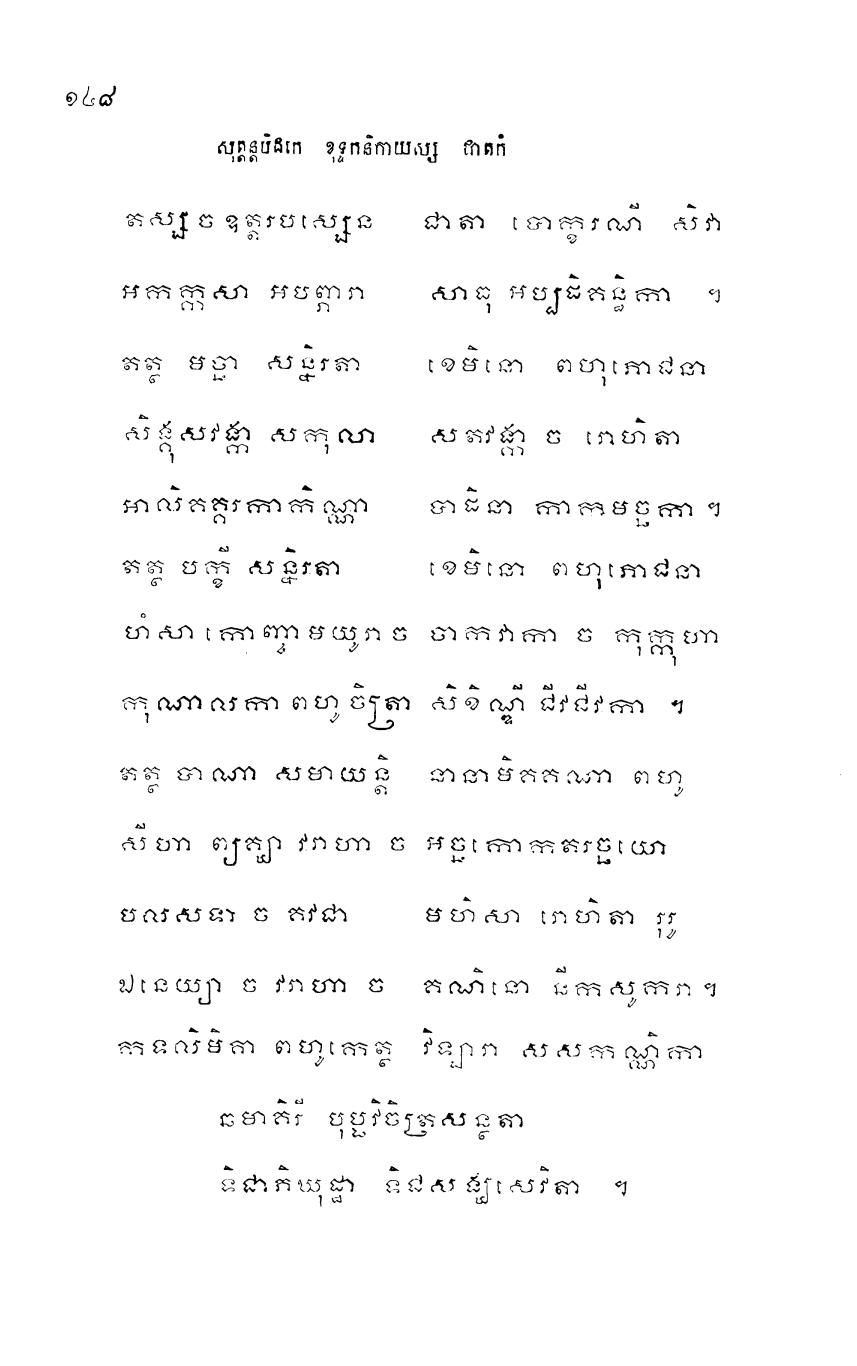 ១៤៨
សុត្តន្តបិដកេ ខុទ្ទកនិកាយស្ស ជាតកំ
តស្ស ច ឧត្តរបស្សេន ជាតា បោក្ខរណី សិវា
អកក្កសា អបព្ភារា សាធុ អប្បដិគន្ធិកា ។
តត្ថ មច្ឆា សន្និរតា ខេមិនោ ពហុភោជនា
សិង្គុសវង្កា សកុលា សតវង្កា ច រោហិតា
អាលិគគ្គរកាកិណ្ណា បាឋិនា កាកមច្ឆកា ។
តត្ថ បក្ខី សន្និរតា ខេមិនោ ពហុភោជនា
ហំសា កោញ្ចា មយូរា ច ចាកវាកា ច កុក្កុហា
កុណាលកា ពហូ ចិត្រា សិខិណ្ឌី ជីវជីវកា ។
តត្ថ បាណា សមាយន្តិ នានាមិគគណា ពហូ
សីហា ព្យគ្ឃា វរាហា ច អច្ឆកោកតរច្ឆយោ
បលសទា ច គវជា មហិសា រោហិតា រុរូ
ឯនេយ្យា ច វរាហា ច គណិនោ ធីកសូករា ។
កទលិមិគា ពហូកេត្ថ វិឡារា សសកណ្ណិកា
ឆមាគិរី បុប្ផវិចិត្រសន្ថតា
ទិជាភិឃុដ្ឋា ទិជសង្ឃសេវិតា ។